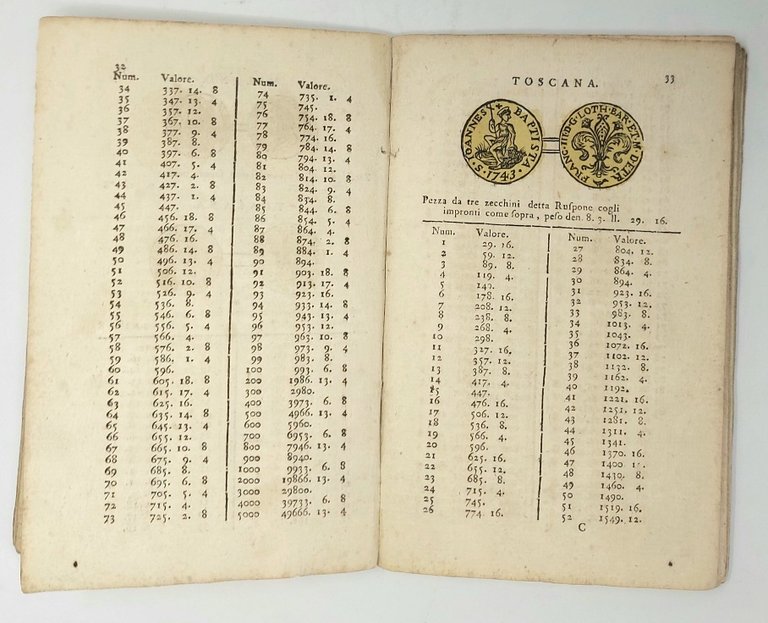 32
Num. Valore.
34 337. 14. 8
35 347. 13. 4
36 357. 12.
37 367. 10. 8
38 377. 9. 4
39 387. 8.
40 397. 6. 8
41 407. 5. 4
42 417. 4.
43 427. 2. 8
44 437. 1. 4
45 447.
46 456. 18. 8
47 466. 17. 4
48 476. 16.
49 486. 14. 8
50 496. 13. 4
51 506. 12.
52 516. 10. 8
53 526. 9. 4
54 536. 8.
55 546. 6. 8
56 556. 5. 4
57 566. 4.
58 576. 2. 8
59 586. 1. 4
60 596.
61 605. 18. 8
62 615. 17. 4
63 625. 16.
64 635. 14. 8
65 645. 13. 4
66 655. 12.
67 665. 10. 8
68 675. 9. 4
69 685. 8.
70 695. 6. 8
71 705. 5. 4
72 715. 4.
73 725. 2. 8
Num. Valore.
74 735. 1. 4
75 745.
76 754. 18. 8
77 764. 17. 4
78 774. 16.
79 784. 14. 8
80 794. 13. 4
81 804. 12.
82 814. 10. 8
83 824. 9. 4
84 834. 8.
85 844. 6. 8
86 854. 5. 4
87 864. 4.
88 874. 2. 8
89 884. 1. 4
90 894.
91 903. 18. 8
92 913. 17. 4
93 923. 16.
94 933. 14. 8
95 943. 13. 4
96 953. 12.
97 963. 10. 8
98 973. 9. 4
99 983. 8.
100 993. 6. 8
200 1986. 13. 4
300 2980.
400 3973. 6. 8
500 4966. 13. 4
600 5960.
700 6953. 6. 8
800 7946. 13. 4
900 8940.
1000 9933. 6. 8
2000 19866. 13. 4
3000 29800.
4000 39733. 6. 8
5000 49666. 13. 4
TOSCANA. 33
S. IOANNES BAPTISTA 1743.
FRANC. III. D. G. LOTH. BAR. ET. M. D. ETR.
Pezza da tre zecchini detta Ruspone cogli
impronti come sopra, peso den. 8. 3. ll. 29. 16.
Num. Valore.
1 29. 16.
2 59. 12.
3 89. 8.
4 119. 4.
5 149.
6 178. 16.
7 208. 12.
8 238. 8.
9 268. 4.
10 298.
11 327. 16.
12 357. 12.
13 387. 8.
14 417. 4.
15 447.
16 476. 16.
17 506. 12.
18 536. 8.
19 566. 4.
20 596.
21 625. 16.
22 655. 12.
23 685. 8.
24 715. 4.
25 745.
26 774. 16.
Num. Valore.
27 804. 12.
28 834. 8.
29 864. 4.
30 894.
31 923. 16.
32 953. 12.
33 983. 8.
34 1013. 4.
35 1043.
36 1072. 16.
37 1102. 12.
38 1132. 8.
39 1162. 4.
40 1192.
41 1221. 16.
42 1251. 12.
43 1281. 8.
44 1311. 4.
45 1341.
46 1370. 16.
47 1400. 12.
48 1430. 8.
49 1460. 4.
50 1490.
51 1519. 16.
52 1549. 12.
C